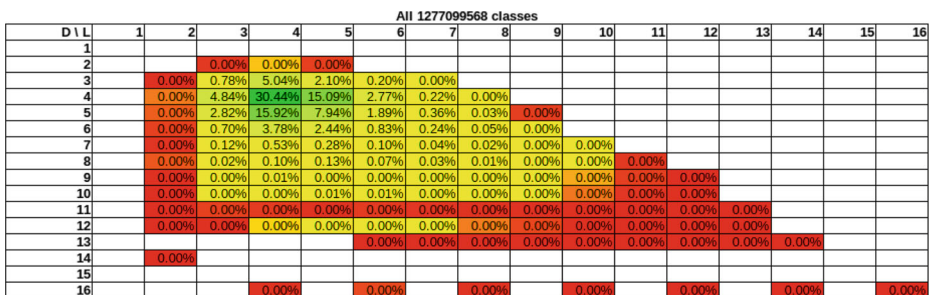 All 1277099568 classes
D \ L 1 2 3 4 5 6 7 8 9 10 11 12 13 14 15 16
1
2 0.00% 0.00% 0.00%
3 0.00% 0.78% 5.04% 2.10% 0.20% 0.00%
4 0.00% 4.84% 30.44% 15.09% 2.77% 0.22% 0.00%
5 0.00% 2.82% 15.92% 7.94% 1.89% 0.36% 0.03% 0.00%
6 0.00% 0.70% 3.78% 2.44% 0.83% 0.24% 0.05% 0.00%
7 0.00% 0.12% 0.53% 0.28% 0.10% 0.04% 0.02% 0.00% 0.00%
8 0.00% 0.02% 0.10% 0.13% 0.07% 0.03% 0.01% 0.00% 0.00% 0.00%
9 0.00% 0.00% 0.01% 0.00% 0.00% 0.00% 0.00% 0.00% 0.00% 0.00% 0.00%
10 0.00% 0.00% 0.00% 0.01% 0.01% 0.00% 0.00% 0.00% 0.00% 0.00% 0.00%
11 0.00% 0.00% 0.00% 0.00% 0.00% 0.00% 0.00% 0.00% 0.00% 0.00% 0.00% 0.00%
12 0.00% 0.00% 0.00% 0.00% 0.00% 0.00% 0.00% 0.00% 0.00% 0.00% 0.00% 0.00%
13 0.00% 0.00% 0.00% 0.00% 0.00% 0.00% 0.00% 0.00% 0.00%
14 0.00%
15
16 0.00% 0.00% 0.00% 0.00% 0.00% 0.00% 0.00%